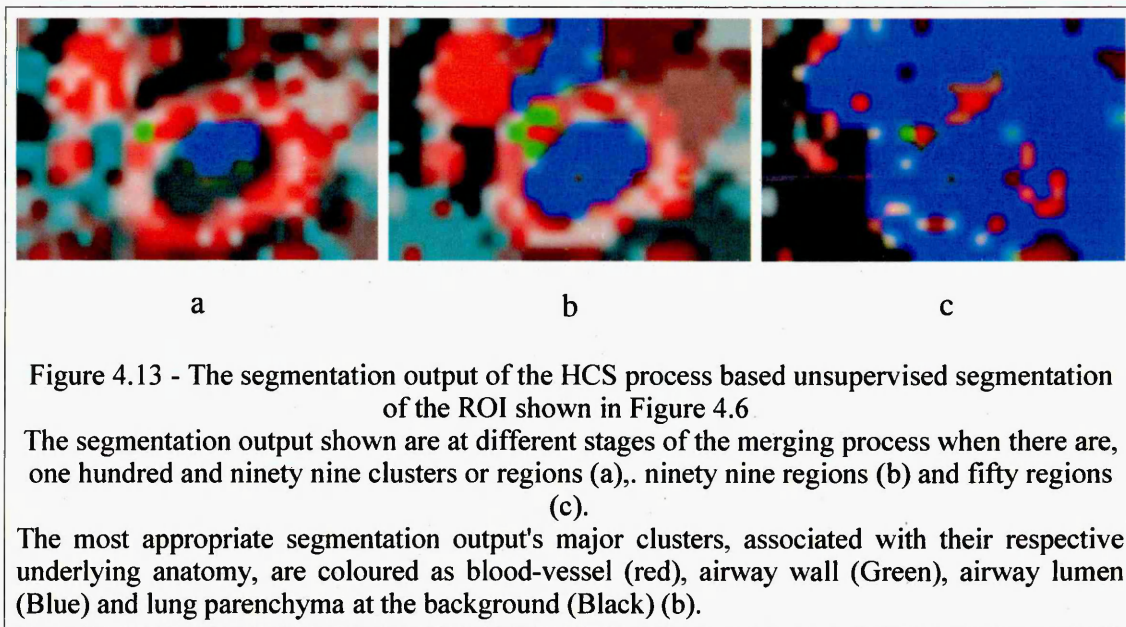 a b c
Figure 4.13 - The segmentation output of the HCS process based unsupervised segmentation
of the ROI shown in Figure 4.6
The segmentation output shown are at different stages of the merging process when there are,
one hundred and ninety nine clusters or regions (a),. ninety nine regions (b) and fifty regions
(c).
The most appropriate segmentation output's major clusters, associated with their respective
underlying anatomy, are coloured as blood-vessel (red), airway wall (Green), airway lumen
(Blue) and lung parenchyma at the background (Black) (b).